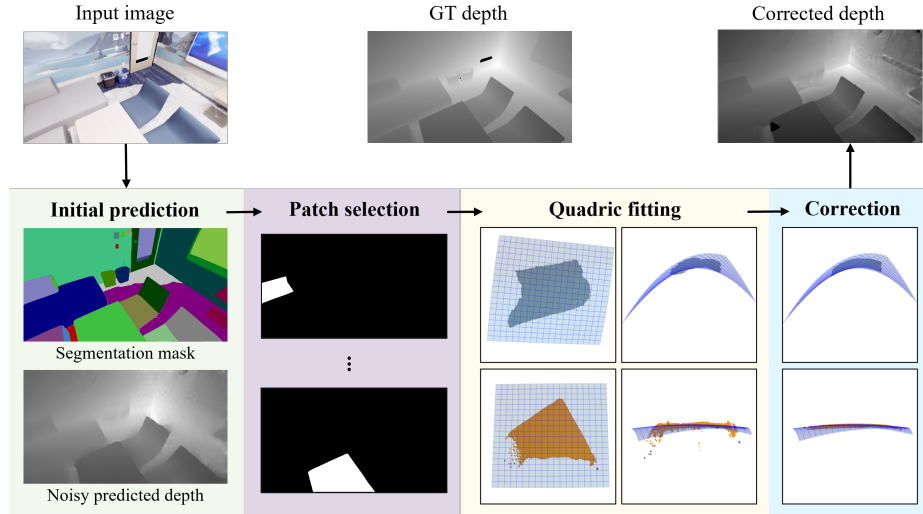 Input image
GT depth
Corrected depth
Initial prediction
Patch selection
Quadric fitting
Correction
Segmentation mask
Noisy predicted depth